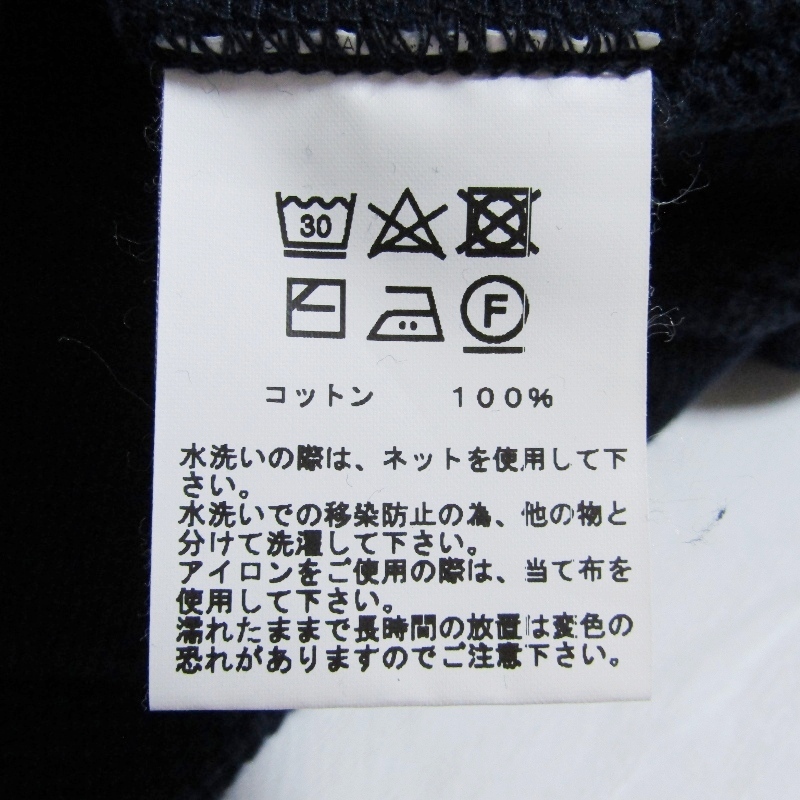 30
F
コットン 100%
水洗いの際は、ネットを使用して下
さい。
水洗いでの移染防止の為、他の物と
分けて洗濯して下さい。
アイロンをご使用の際は、当て布を
使用して下さい。
濡れたままで長時間の放置は変色の
恐れがありますのでご注意下さい。